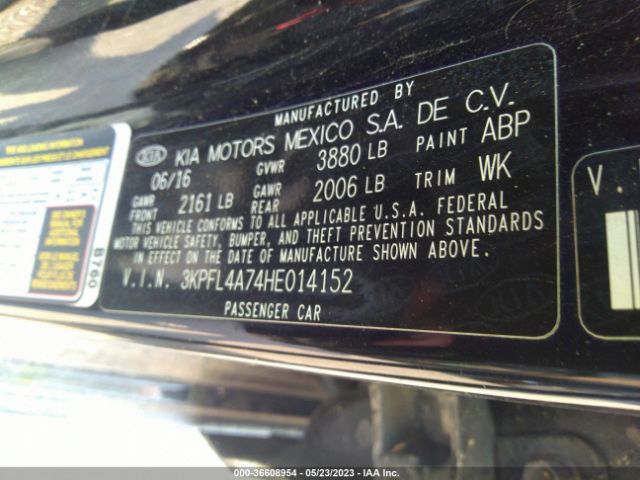 MANUFACTURED BY
KIA KIA MOTORS MEXICO S.A. DE C.V.
06/16 GVWR 3880 LB PAINT ABP
GAWR FRONT 2161 LB GAWR REAR 2006 LB TRIM WK
THIS VEHICLE CONFORMS TO ALL APPLICABLE U.S.A. FEDERAL
MOTOR VEHICLE SAFETY, BUMPER, AND THEFT PREVENTION STANDARDS
IN EFFECT ON THE DATE OF MANUFACTURE SHOWN ABOVE.
V.I.N. 3KPFL4A74HE014152
PASSENGER CAR
B760
V.
KIA
000-36608954 - 05/23/2023 - IAA Inc.